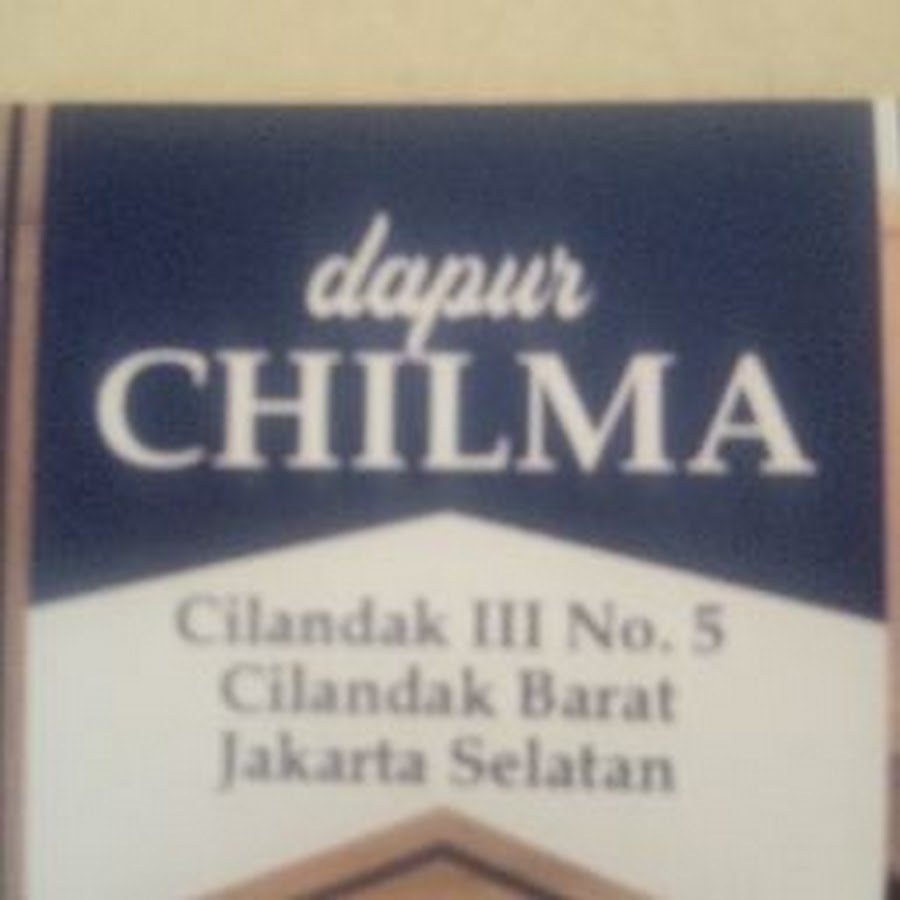 dapur
CHILMA
Cilandak III No. 5
Cilandak Barat
Jakarta Selatan